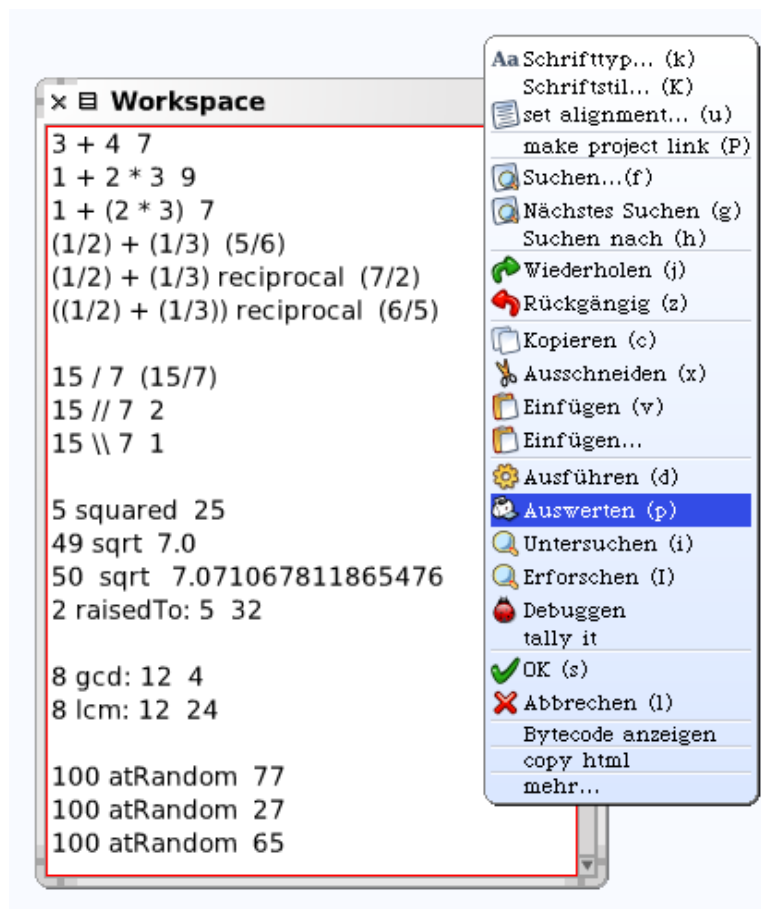 Workspace
3 + 4  7
1 + 2 * 3  9
1 + (2 * 3)  7
(1/2) + (1/3)  (5/6)
(1/2) + (1/3) reciprocal  (7/2)
((1/2) + (1/3)) reciprocal  (6/5)
15 / 7  (15/7)
15 // 7  2
15 \\ 7  1
5 squared  25
49 sqrt  7.0
50  sqrt   7.071067811865476
2 raisedTo: 5  32
8 gcd: 12  4
8 lcm: 12  24
100 atRandom  77
100 atRandom  27
100 atRandom  65
Aa Schrifttyp... (k)
Schriftstil... (K)
set alignment... (u)
make project link (P)
Suchen...(f)
Nächstes Suchen (g)
Suchen nach (h)
Wiederholen (j)
Rückgängig (z)
Kopieren (c)
Ausschneiden (x)
Einfügen (v)
Einfügen...
Ausführen (d)
Auswerten (p)
Untersuchen (i)
Erforschen (I)
Debuggen
tally it
OK (s)
Abbrechen (l)
Bytecode anzeigen
copy html
mehr...